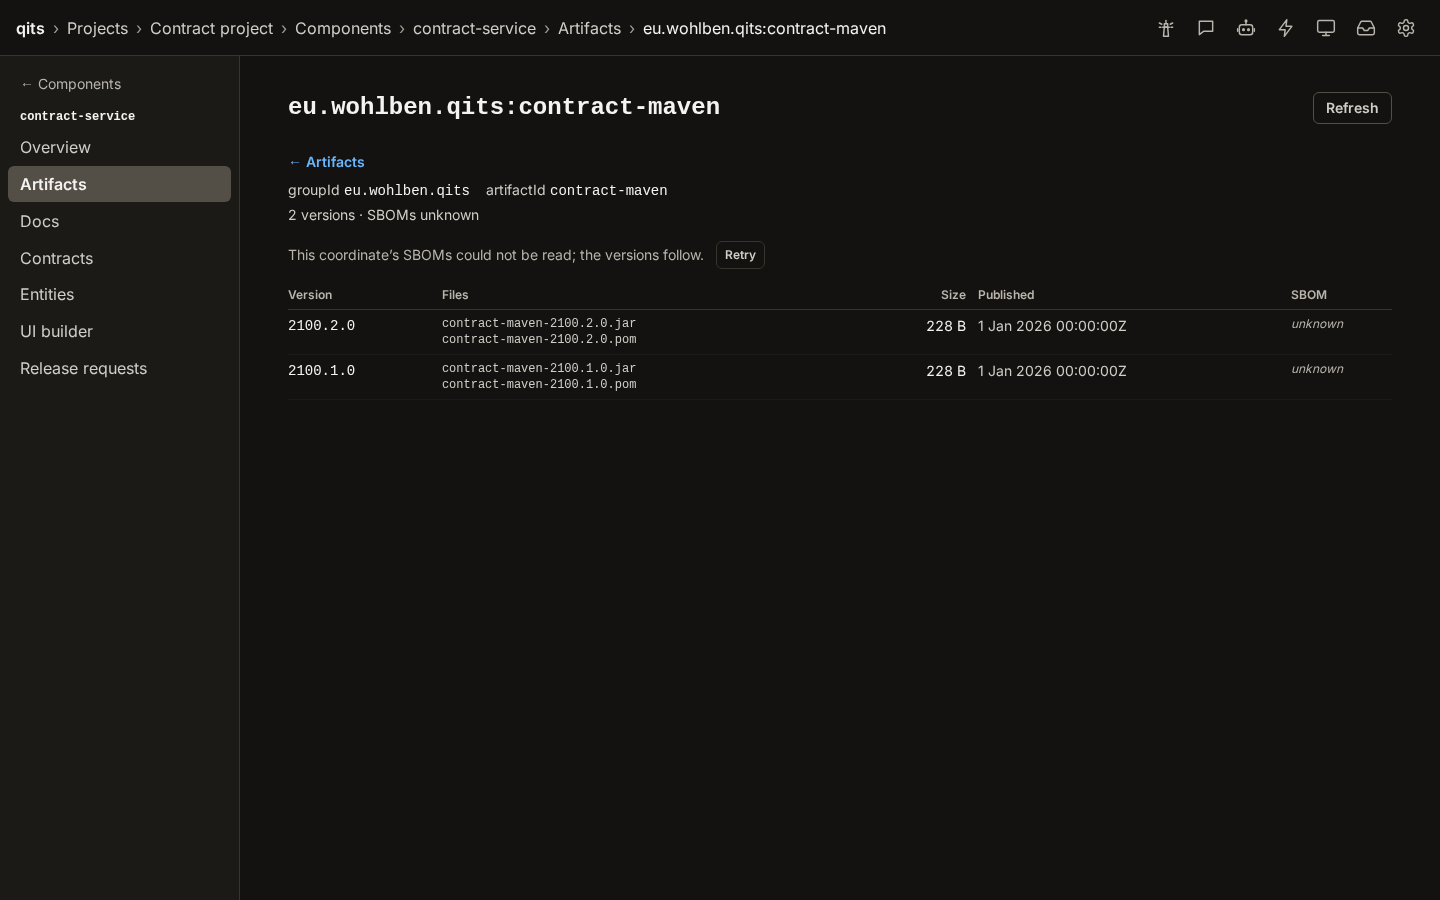 qits › Projects › Contract project › Components › contract-service › Artifacts › eu.wohlben.qits:contract-maven
← Components
contract-service
Overview
Artifacts
Docs
Contracts
Entities
UI builder
Release requests
eu.wohlben.qits:contract-maven
Refresh
← Artifacts
groupId eu.wohlben.qits artifactId contract-maven
2 versions · SBOMs unknown
This coordinate’s SBOMs could not be read; the versions follow. Retry
Version Files Size Published SBOM
2100.2.0 contract-maven-2100.2.0.jar 228 B 1 Jan 2026 00:00:00Z unknown
contract-maven-2100.2.0.pom
2100.1.0 contract-maven-2100.1.0.jar 228 B 1 Jan 2026 00:00:00Z unknown
contract-maven-2100.1.0.pom